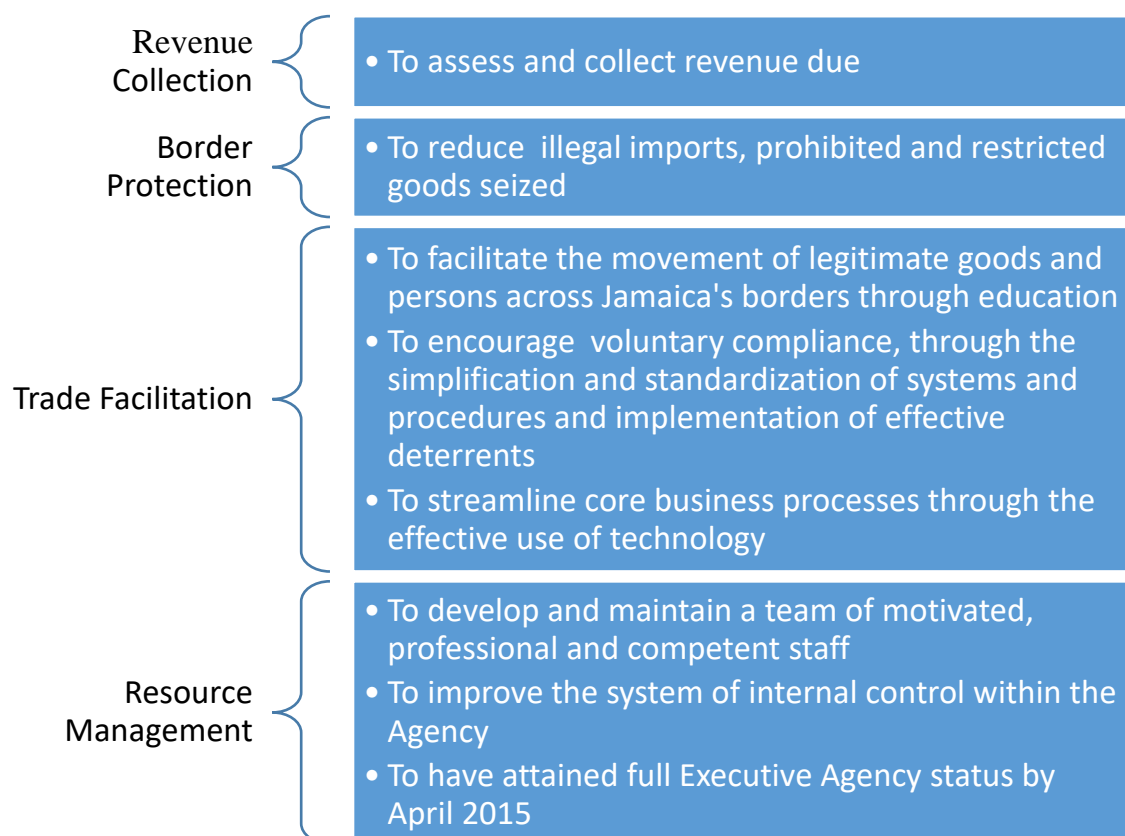 Revenue
Collection
• To assess and collect revenue due
Border
Protection
• To reduce  illegal imports, prohibited and restricted
goods seized
Trade Facilitation
• To facilitate the movement of legitimate goods and
persons across Jamaica's borders through education
• To encourage  voluntary compliance, through the
simplification and standardization of systems and
procedures and implementation of effective
deterrents
• To streamline core business processes through the
effective use of technology
Resource
Management
• To develop and maintain a team of motivated,
professional and competent staff
• To improve the system of internal control within the
Agency
• To have attained full Executive Agency status by
April 2015